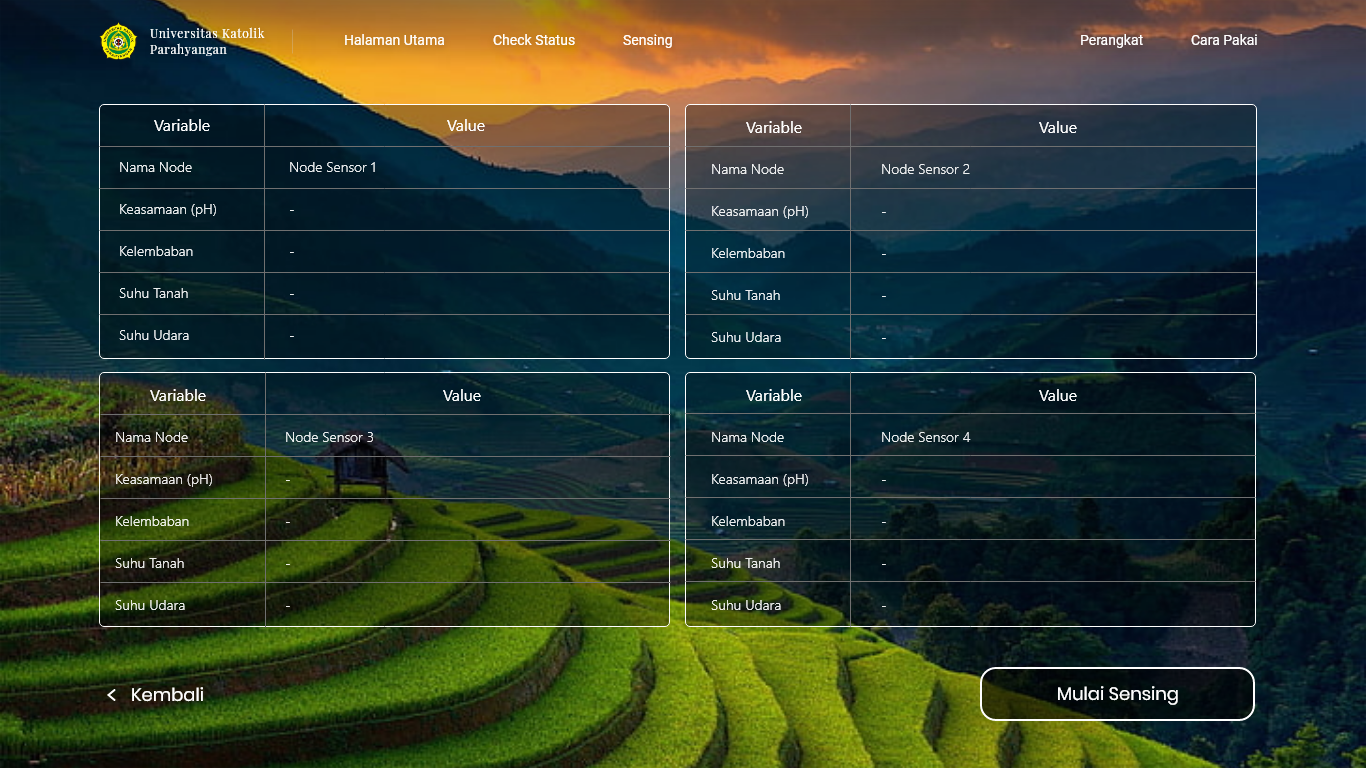 Universitas Katolik
Parahyangan
Halaman Utama Check Status Sensing Perangkat Cara Pakai
Variable Value
Nama Node Node Sensor 1
Keasamaan (pH) -
Kelembaban -
Suhu Tanah -
Suhu Udara -
Variable Value
Nama Node Node Sensor 2
Keasamaan (pH) -
Kelembaban -
Suhu Tanah -
Suhu Udara -
Variable Value
Nama Node Node Sensor 3
Keasamaan (pH) -
Kelembaban -
Suhu Tanah -
Suhu Udara -
Variable Value
Nama Node Node Sensor 4
Keasamaan (pH) -
Kelembaban -
Suhu Tanah -
Suhu Udara -
< Kembali
Mulai Sensing